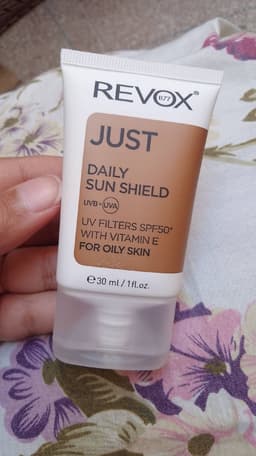 REVOX B77®
JUST
DAILY
SUN SHIELD
UVB + UVA
UV FILTERS SPF50+
WITH VITAMIN E
FOR OILY SKIN
℮ 30 ml / 1fl.oz.